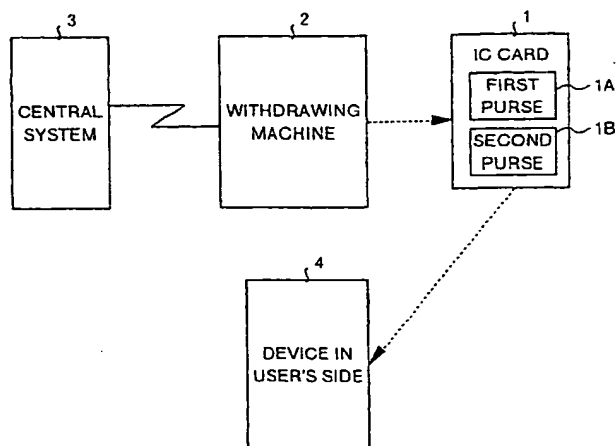 3
2
1
IC CARD
FIRST
PURSE
1A
1B
SECOND
PURSE
CENTRAL
SYSTEM
WITHDRAWING
MACHINE
4
DEVICE IN
USER'S SIDE